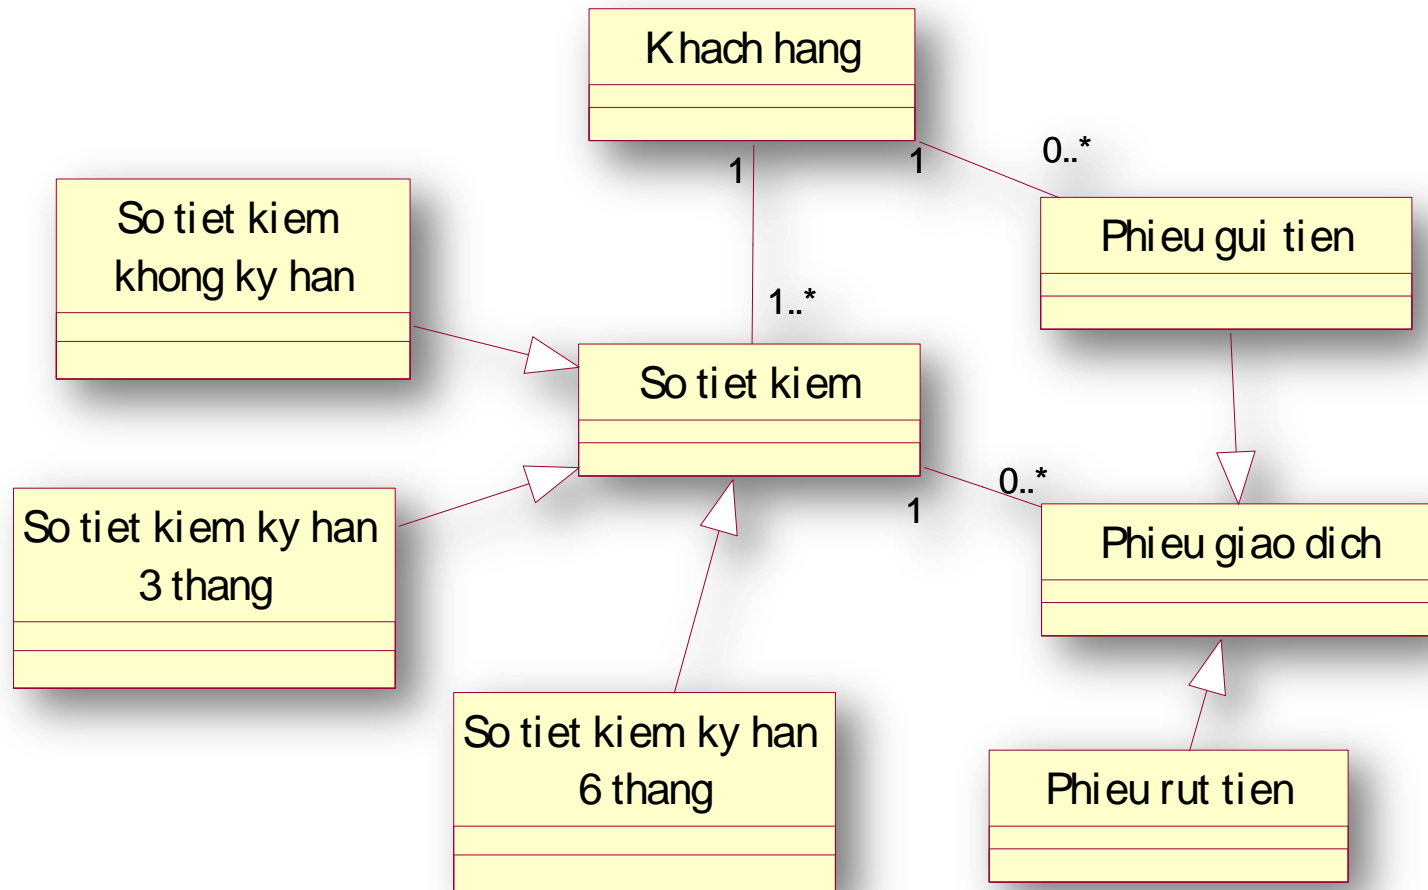 Khach hang
1
1
0..*
So tiet kiem
khong ky han
Phieu gui tien
1..*
So tiet kiem
0..*
1
So tiet kiem ky han
3 thang
Phieu giao dich
So tiet kiem ky han
6 thang
Phieu rut tien